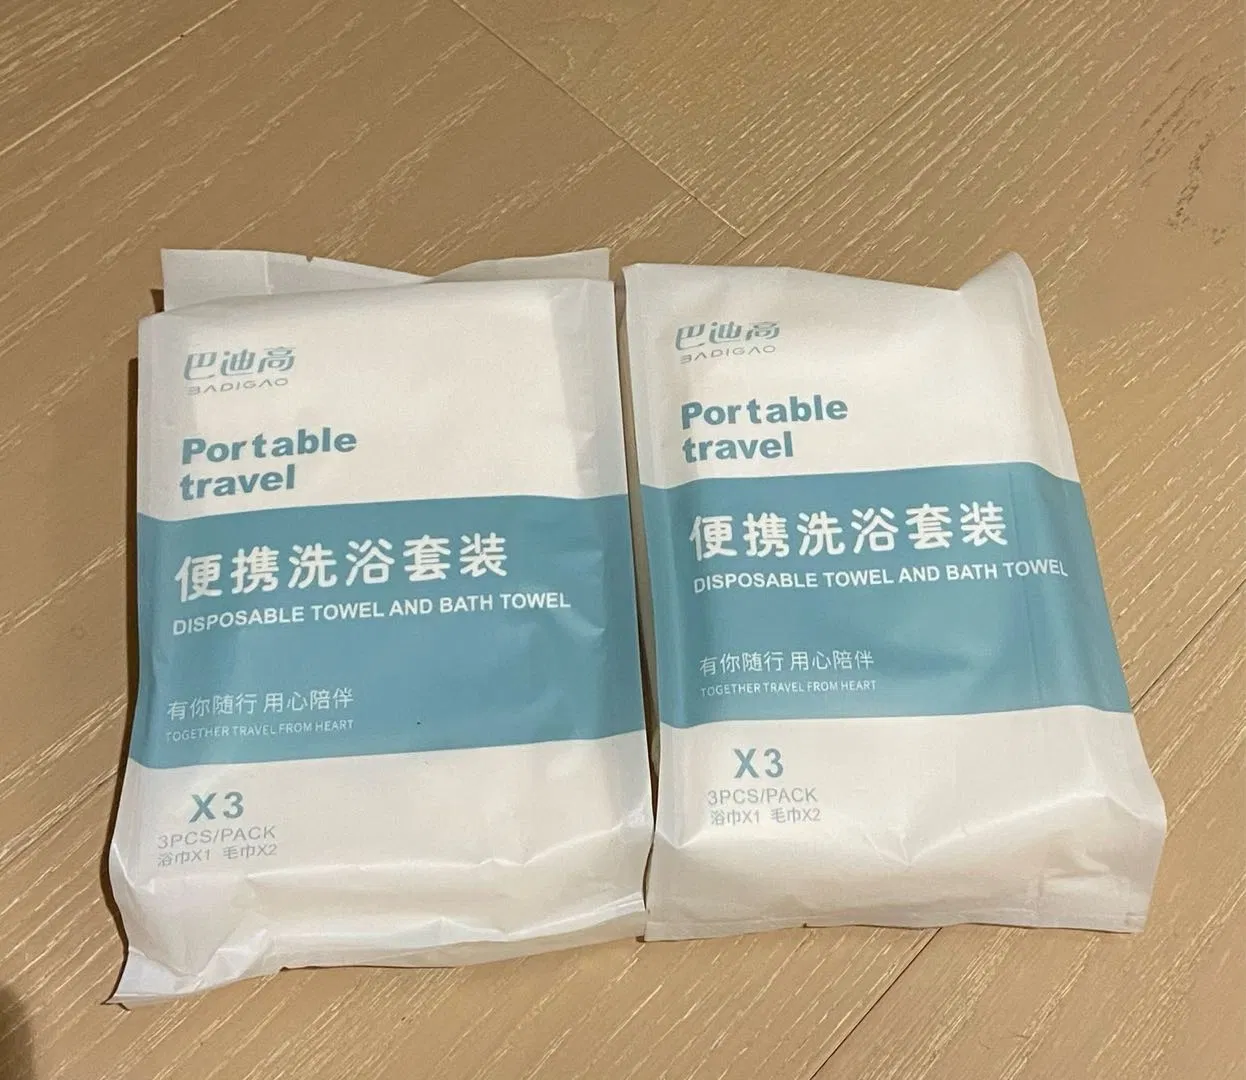 巴迪高
BADIGAO
Portable
travel
便携洗浴套装
DISPOSABLE TOWEL AND BATH TOWEL
有你随行 用心陪伴
TOGETHER TRAVEL FROM HEART
X3
3PCS/PACK
浴巾X1 毛巾X2
巴迪高
BADIGAO
Portable
travel
便携洗浴套装
DISPOSABLE TOWEL AND BATH TOWEL
有你随行 用心陪伴
TOGETHER TRAVEL FROM HEART
X3
3PCS/PACK
浴巾X1 毛巾X2